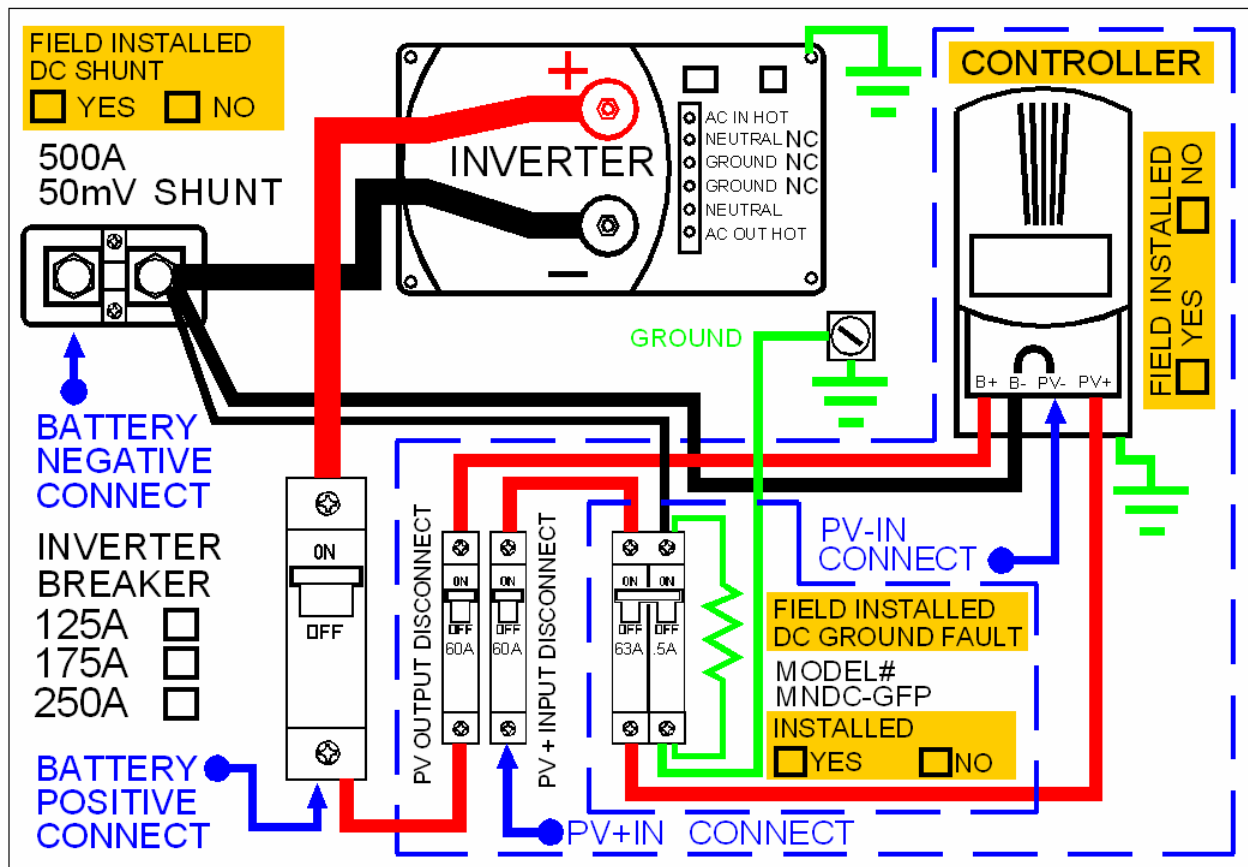 FIELD INSTALLED
DC SHUNT
YES NO
500A
50mV SHUNT
BATTERY
NEGATIVE
CONNECT
INVERTER
BREAKER
125A
175A
250A
BATTERY
POSITIVE
CONNECT
ON
OFF
+
INVERTER
–
AC IN HOT
NEUTRAL NC
GROUND NC
GROUND NC
NEUTRAL
AC OUT HOT
GROUND
CONTROLLER
B+ B- PV- PV+
FIELD INSTALLED
YES NO
PV OUTPUT DISCONNECT
ON
OFF
60A
ON
OFF
60A
PV + INPUT DISCONNECT
ON
OFF
63A
ON
OFF
.5A
PV-IN
CONNECT
FIELD INSTALLED
DC GROUND FAULT
MODEL#
MNDC-GFP
INSTALLED
YES NO
PV+IN CONNECT